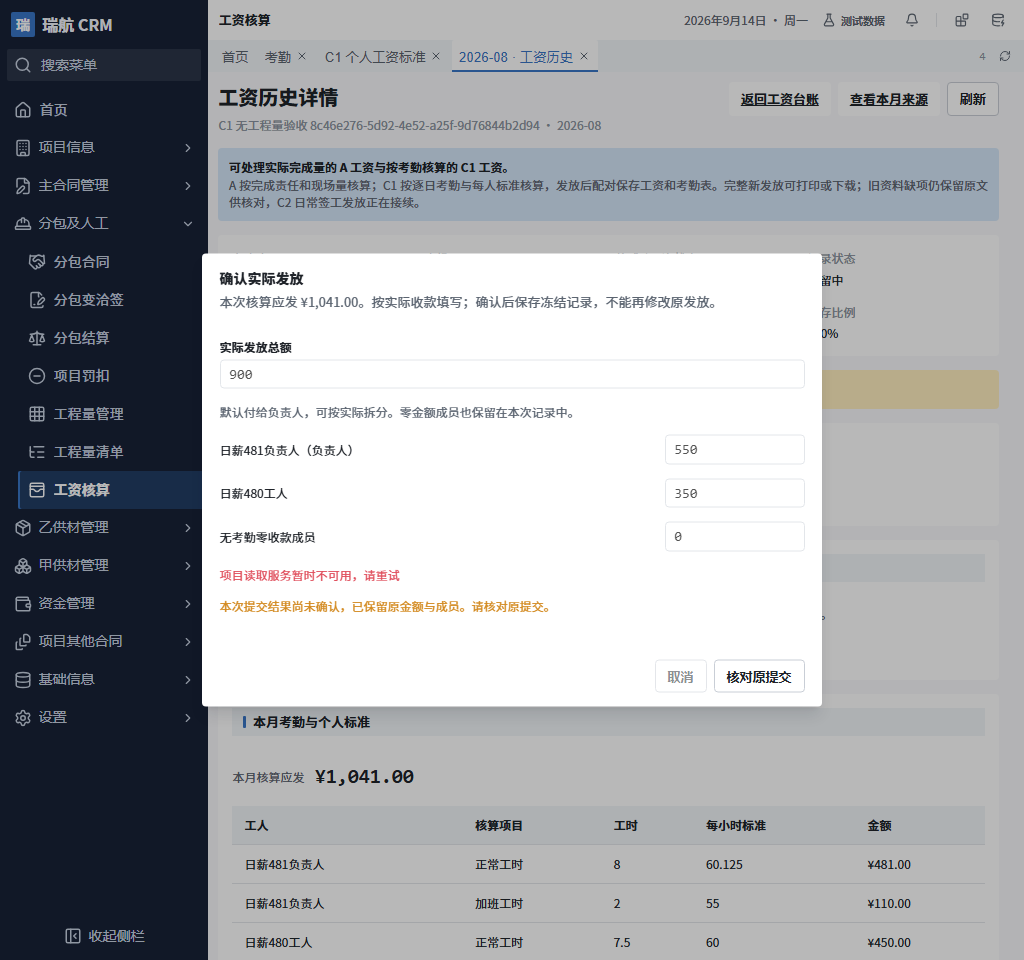 瑞 瑞航 CRM
搜索菜单
首页
项目信息
主合同管理
分包及人工
分包合同
分包变洽签
分包结算
项目罚扣
工程量管理
工程量清单
工资核算
乙供材管理
甲供材管理
资金管理
项目其他合同
基础信息
设置
收起侧栏
工资核算
2026年9月14日 · 周一 测试数据
首页 考勤 × C1 个人工资标准 × 2026-08 · 工资历史 × 4
工资历史详情
返回工资台账 查看本月来源 刷新
C1 无工程量验收 8c46e276-5d92-4e52-a25f-9d76844b2d94 · 2026-08
可处理实际完成量的 A 工资与按考勤核算的 C1 工资。
A 按完成责任和现场量核算；C1 按逐日考勤与每人标准核算，发放后配对保存工资和考勤表。完整新发放可打印或下载；旧资料缺项仍保留原文
供核对，C2 日常签工发放正在接续。
录状态
留中
存比例
0%
确认实际发放
本次核算应发 ¥1,041.00。按实际收款填写；确认后保存冻结记录，不能再修改原发放。
实际发放总额
900
默认付给负责人，可按实际拆分。零金额成员也保留在本次记录中。
日薪481负责人（负责人） 550
日薪480工人 350
无考勤零收款成员 0
项目读取服务暂时不可用，请重试
本次提交结果尚未确认，已保留原金额与成员。请核对原提交。
取消 核对原提交
本月考勤与个人标准
本月核算应发 ¥1,041.00
工人 核算项目 工时 每小时标准 金额
日薪481负责人 正常工时 8 60.125 ¥481.00
日薪481负责人 加班工时 2 55 ¥110.00
日薪480工人 正常工时 7.5 60 ¥450.00